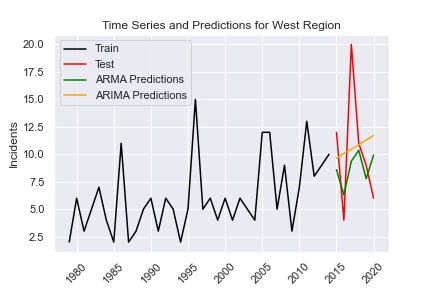 Time Series and Predictions for West Region
Train
Test
ARMA Predictions
ARIMA Predictions
Incidents
20.0
17.5
15.0
12.5
10.0
7.5
5.0
2.5
1980
1985
1990
1995
2000
2005
2010
2015
2020